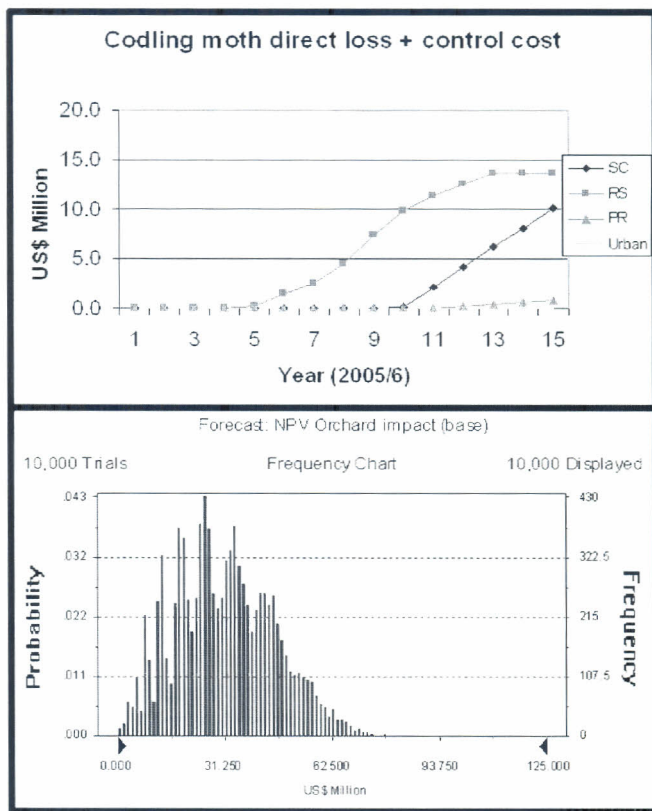 Codling moth direct loss + control cost
20.0
15.0
10.0
5.0
0.0
US$ Million
1 3 5 7 9 11 13 15
Year (2005/6)
SC
RS
PR
Urban
Forecast: NPV Orchard impact (base)
10,000 Trials Frequency Chart 10,000 Displayed
.043 430
.032 322.5
.022 215
.011 107.5
.000 0
Probability
Frequency
0.000 31.250 62.500 93.750 125.000
US$ Million